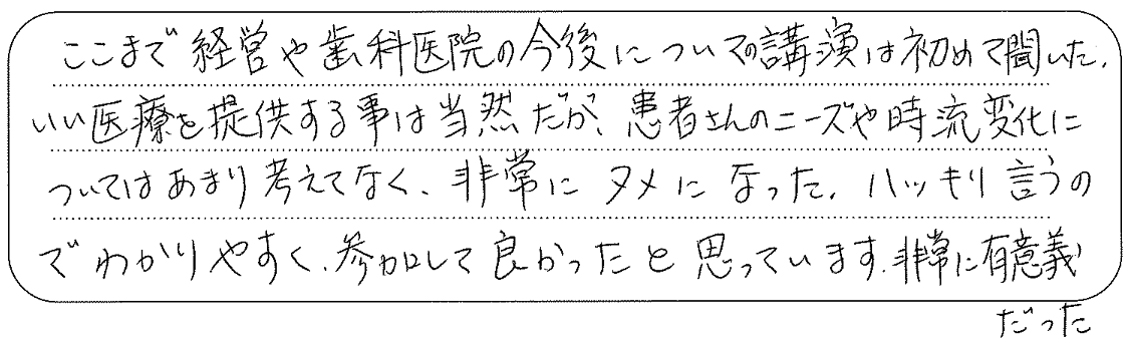 ここまで経営や歯科医院の今後についての講演は初めて聞いた.
いい医療を提供する事は当然だが、患者さんのニーズや時流変化に
ついてはあまり考えてなく、非常にタメになった. ハッキリ言うの
でわかりやすく、参加して良かったと思っています.非常に有意義
だった